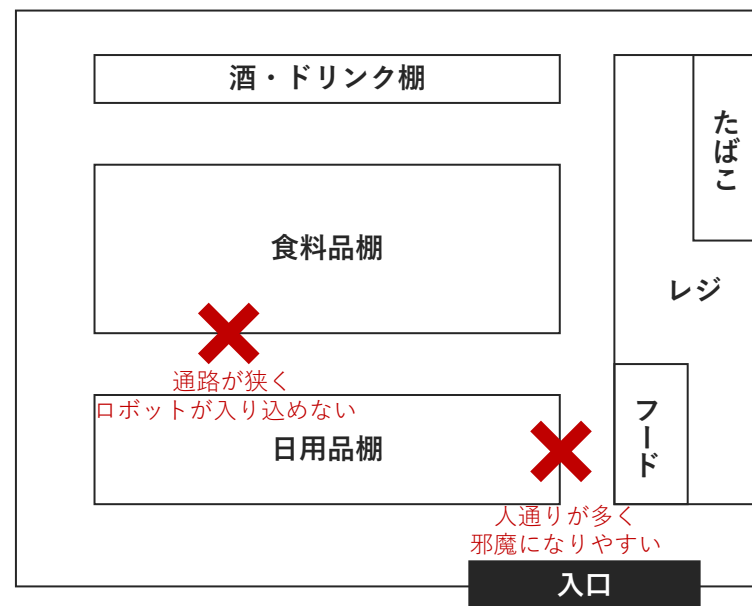 酒・ドリンク棚
たばこ
食料品棚
レジ
通路が狭く
ロボットが入り込めない
フード
日用品棚
人通りが多く
邪魔になりやすい
入口